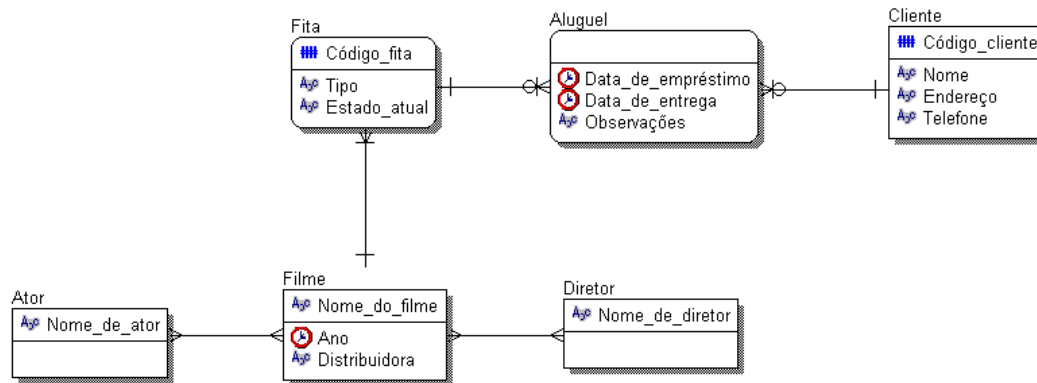 Fita
Código_fita
Tipo
Estado_atual
Aluguel
Data_de_empréstimo
Data_de_entrega
Observações
Cliente
Código_cliente
Nome
Endereço
Telefone
Ator
Nome_de_ator
Filme
Nome_do_filme
Ano
Distribuidora
Diretor
Nome_de_diretor